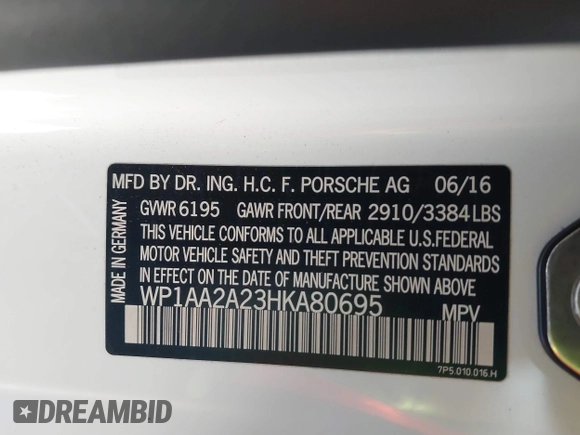 MFD BY DR. ING. H.C. F. PORSCHE AG 06/16
GVWR 6195 GAWR FRONT/REAR 2910/3384 LBS
THIS VEHICLE CONFORMS TO ALL APPLICABLE U.S.FEDERAL
MOTOR VEHICLE SAFETY AND THEFT PREVENTION STANDARDS
IN EFFECT ON THE DATE OF MANUFACTURE SHOWN ABOVE
WP1AA2A23HKA80695 MPV
MADE IN GERMANY
7P5.010.016.H
DREAMBID